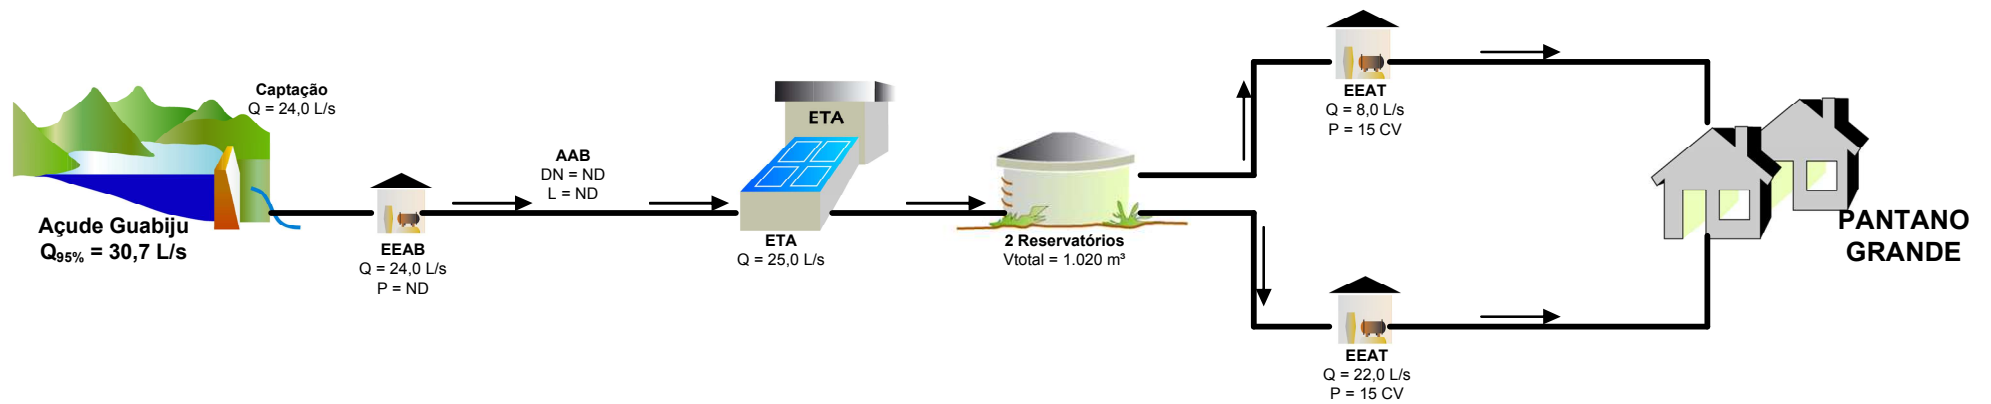 Captação
Q = 24,0 L/s
Açude Guabiju
Q95% = 30,7 L/s
EEAB
Q = 24,0 L/s
P = ND
AAB
DN = ND
L = ND
ETA
ETA
Q = 25,0 L/s
2 Reservatórios
Vtotal = 1.020 m³
EEAT
Q = 8,0 L/s
P = 15 CV
EEAT
Q = 22,0 L/s
P = 15 CV
PANTANO
GRANDE